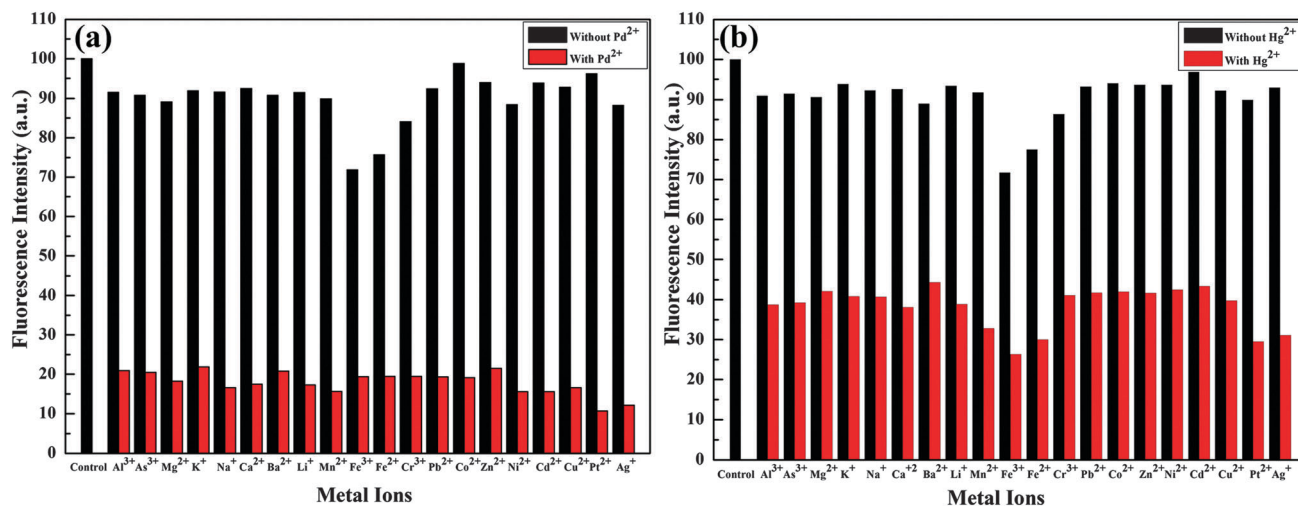 (a)
Without Pd²⁺
With Pd²⁺
Fluorescence Intensity (a.u.)
110
100
90
80
70
60
50
40
30
20
10
0
Control Al³⁺ As³⁺ Mg²⁺ K⁺ Na⁺ Ca²⁺ Ba²⁺ Li⁺ Mn²⁺ Fe³⁺ Fe²⁺ Cr³⁺ Pb²⁺ Co²⁺ Zn²⁺ Ni²⁺ Cd²⁺ Cu²⁺ Pt²⁺ Ag⁺
Metal Ions
(b)
Without Hg²⁺
With Hg²⁺
Fluorescence Intensity (a.u.)
110
100
90
80
70
60
50
40
30
20
10
0
Control Al³⁺ As³⁺ Mg²⁺ K⁺ Na⁺ Ca⁺² Ba²⁺ Li⁺ Mn²⁺ Fe³⁺ Fe²⁺ Cr³⁺ Pb²⁺ Co²⁺ Zn²⁺ Ni²⁺ Cd²⁺ Cu²⁺ Pt²⁺ Ag⁺
Metal Ions